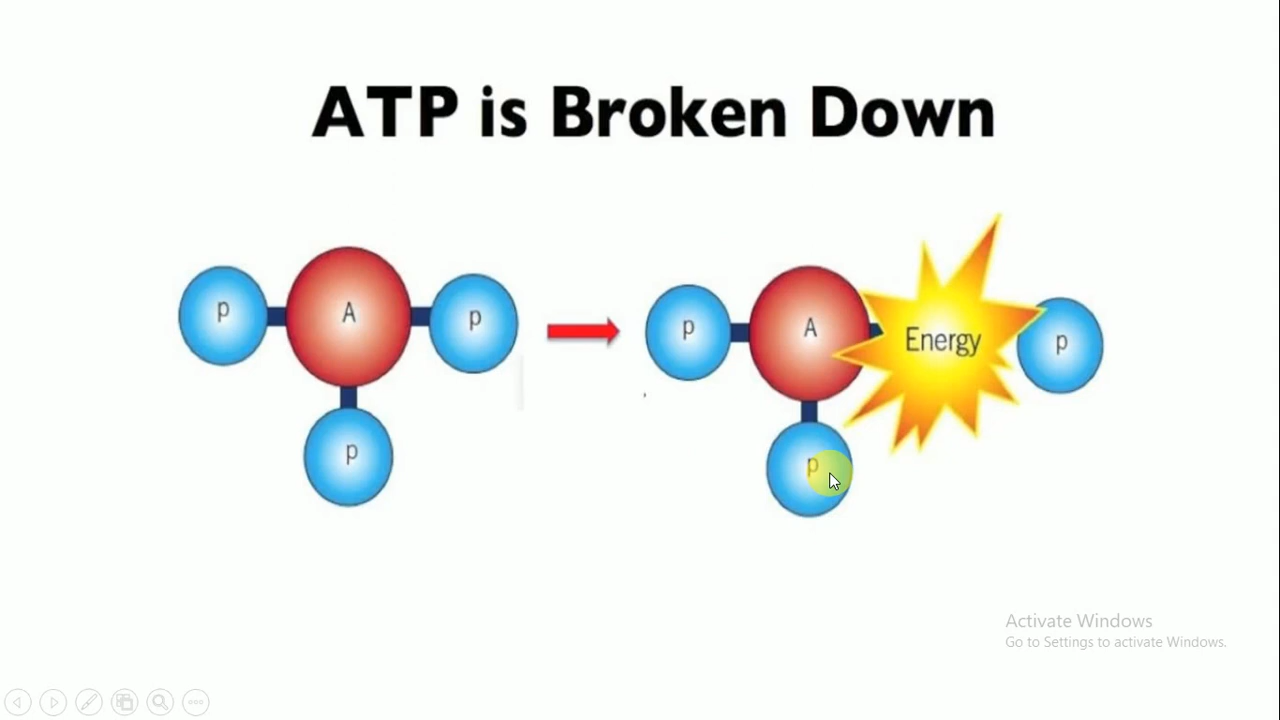 ATP is Broken Down
p A p
p
p A Energy p
p
Activate Windows
Go to Settings to activate Windows.